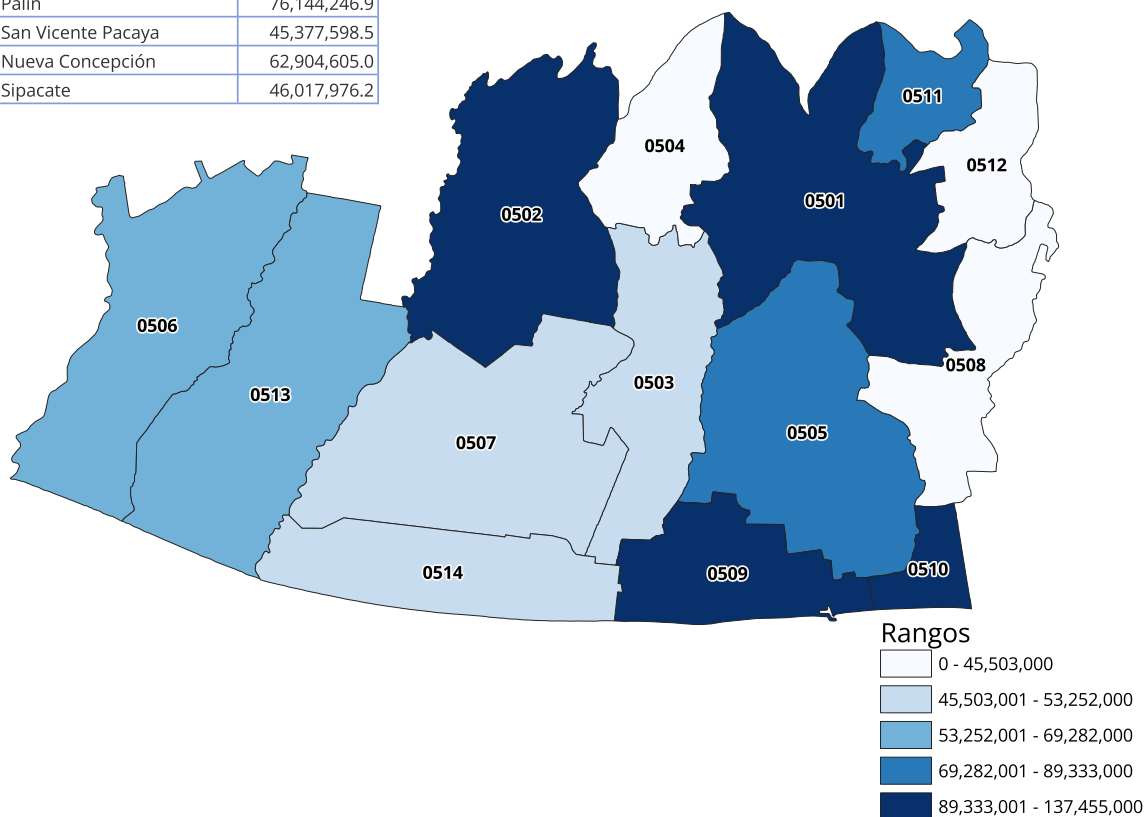 Palín 76,144,246.9
San Vicente Pacaya 45,377,598.5
Nueva Concepción 62,904,605.0
Sipacate 46,017,976.2
0511
0504
0512
0501
0502
0506
0508
0503
0513
0505
0507
0510
0514
0509
Rangos
0 - 45,503,000
45,503,001 - 53,252,000
53,252,001 - 69,282,000
69,282,001 - 89,333,000
89,333,001 - 137,455,000